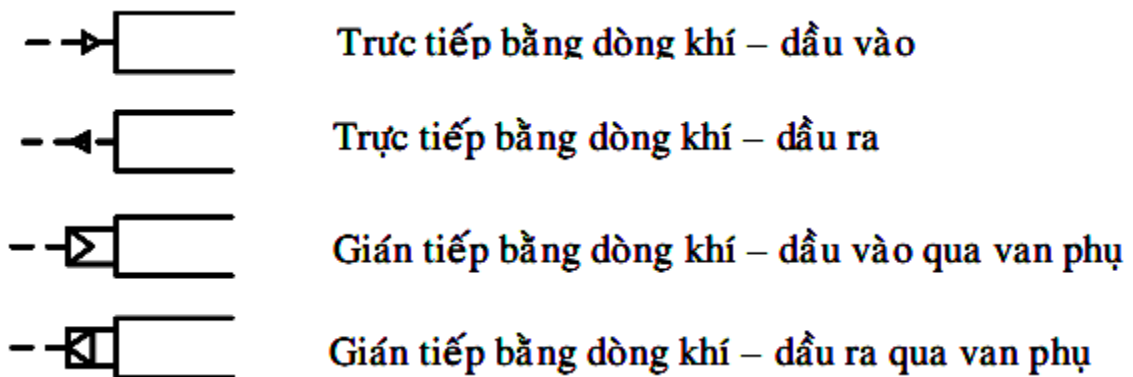 Trưc tiếp bằng dòng khí – dầu vào
Trực tiếp bằng dòng khí – dầu ra
Gián tiếp bằng dòng khí – dầu vào qua van phụ
Gián tiếp bằng dòng khí – dầu ra qua van phụ